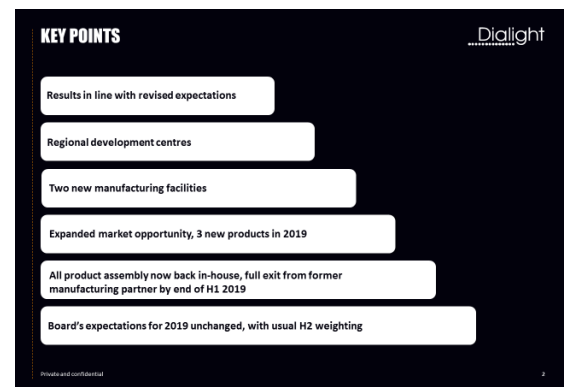 KEY POINTS
Dialight
Results in line with revised expectations
Regional development centres
Two new manufacturing facilities
Expanded market opportunity, 3 new products in 2019
All product assembly now back in-house, full exit from former
manufacturing partner by end of H1 2019
Board's expectations for 2019 unchanged, with usual H2 weighting
Private and confidential
2